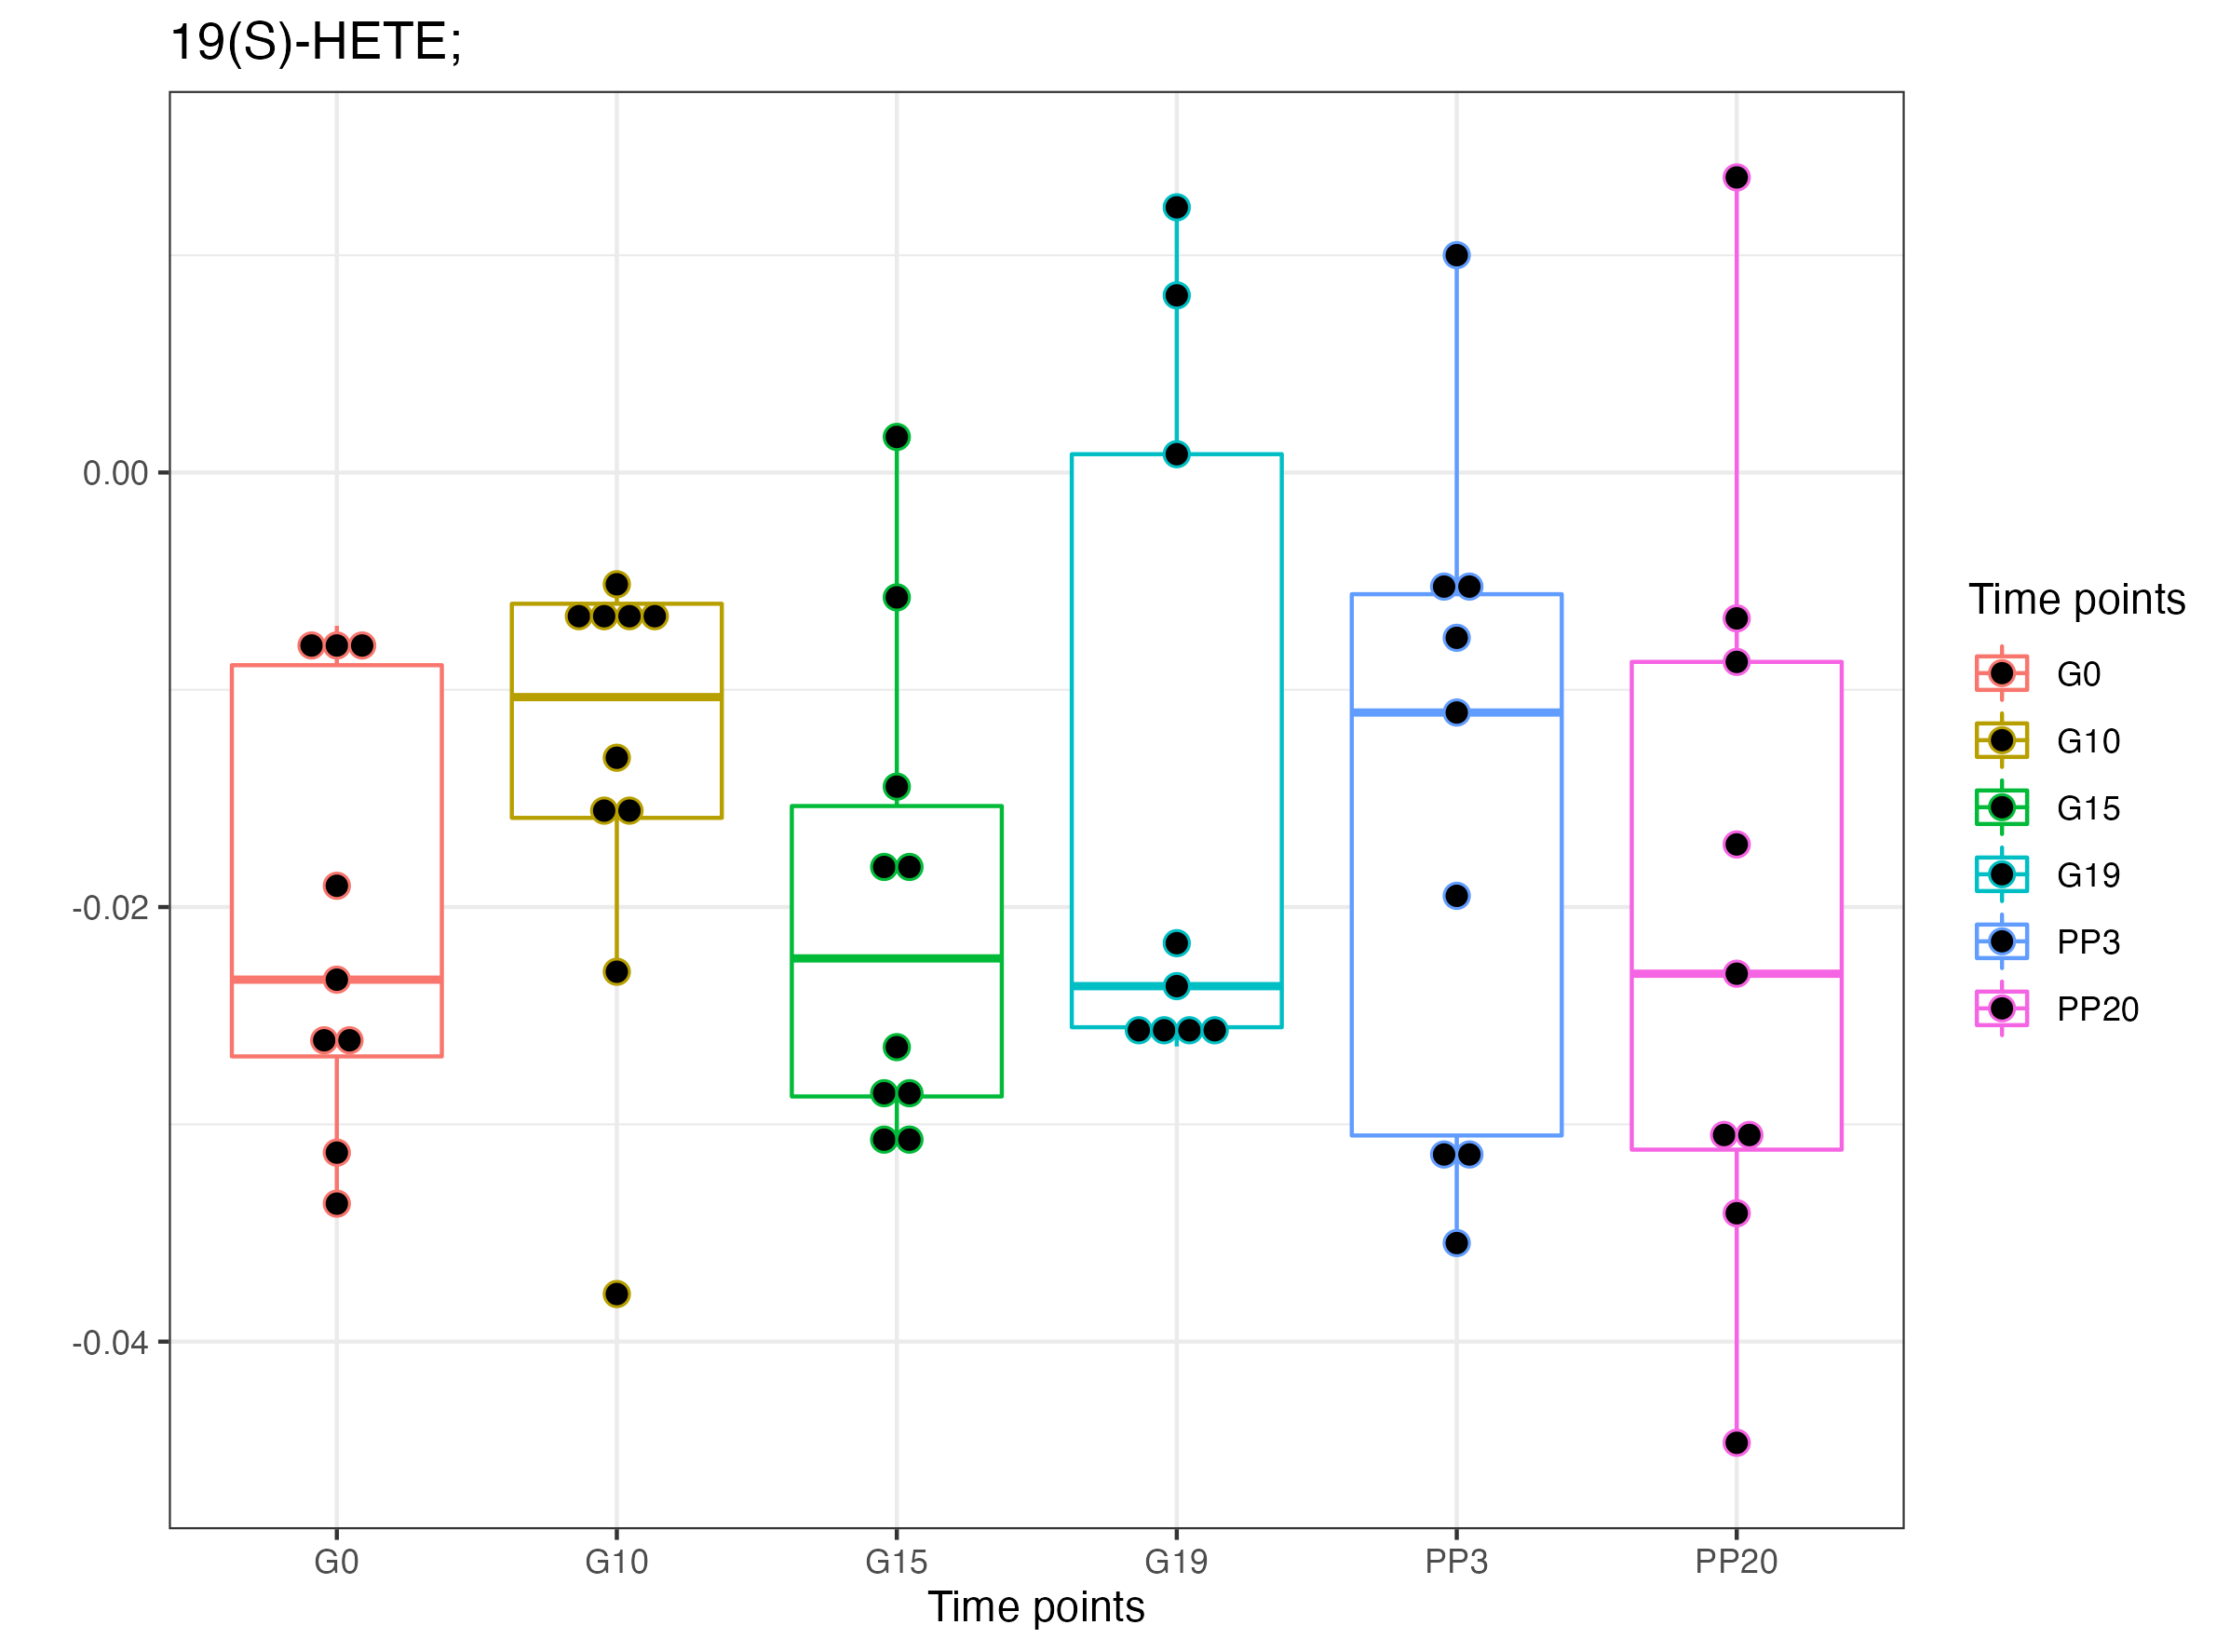 19(S)-HETE;
0.00
-0.02
-0.04
G0 G10 G15 G19 PP3 PP20
Time points
Time points
G0
G10
G15
G19
PP3
PP20